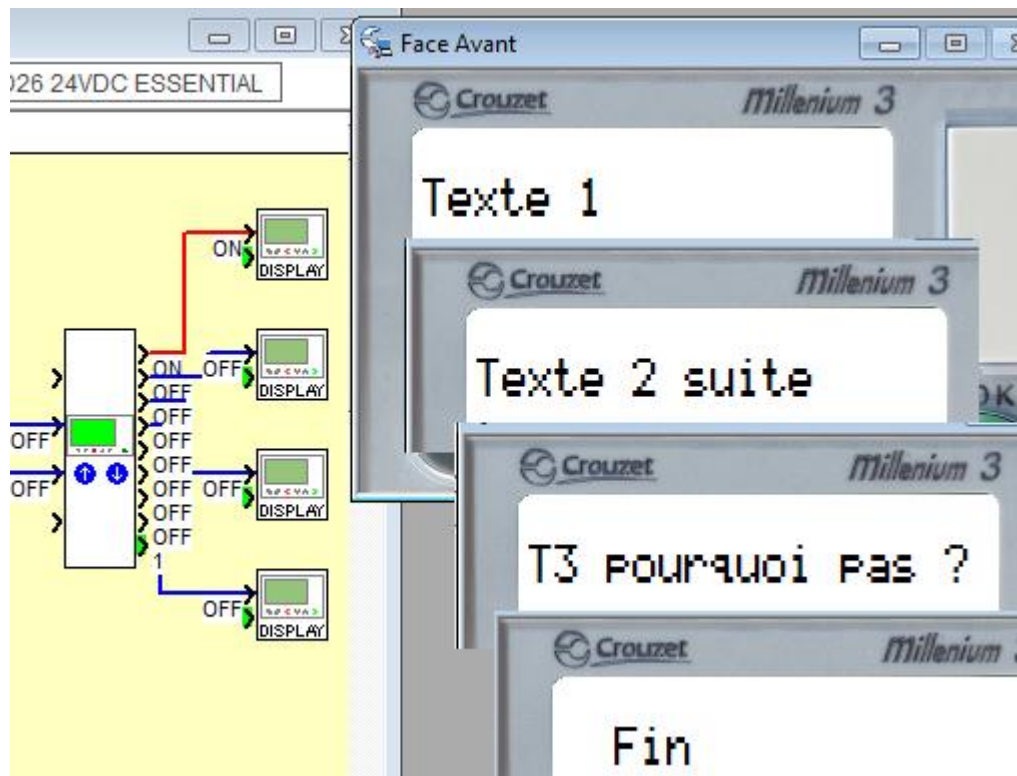 Face Avant
026 24VDC ESSENTIAL
Crouzet Millenium 3
Texte 1
ON
DISPLAY
Crouzet Millenium 3
Texte 2 suite
ON OFF
DISPLAY
OFF
OFF
OFF
OFF
OFF
OFF
OFF OFF
DISPLAY
OFF
OFF
1
OFF
DISPLAY
Crouzet Millenium 3
T3 pourquoi pas ?
Crouzet Millenium
Fin